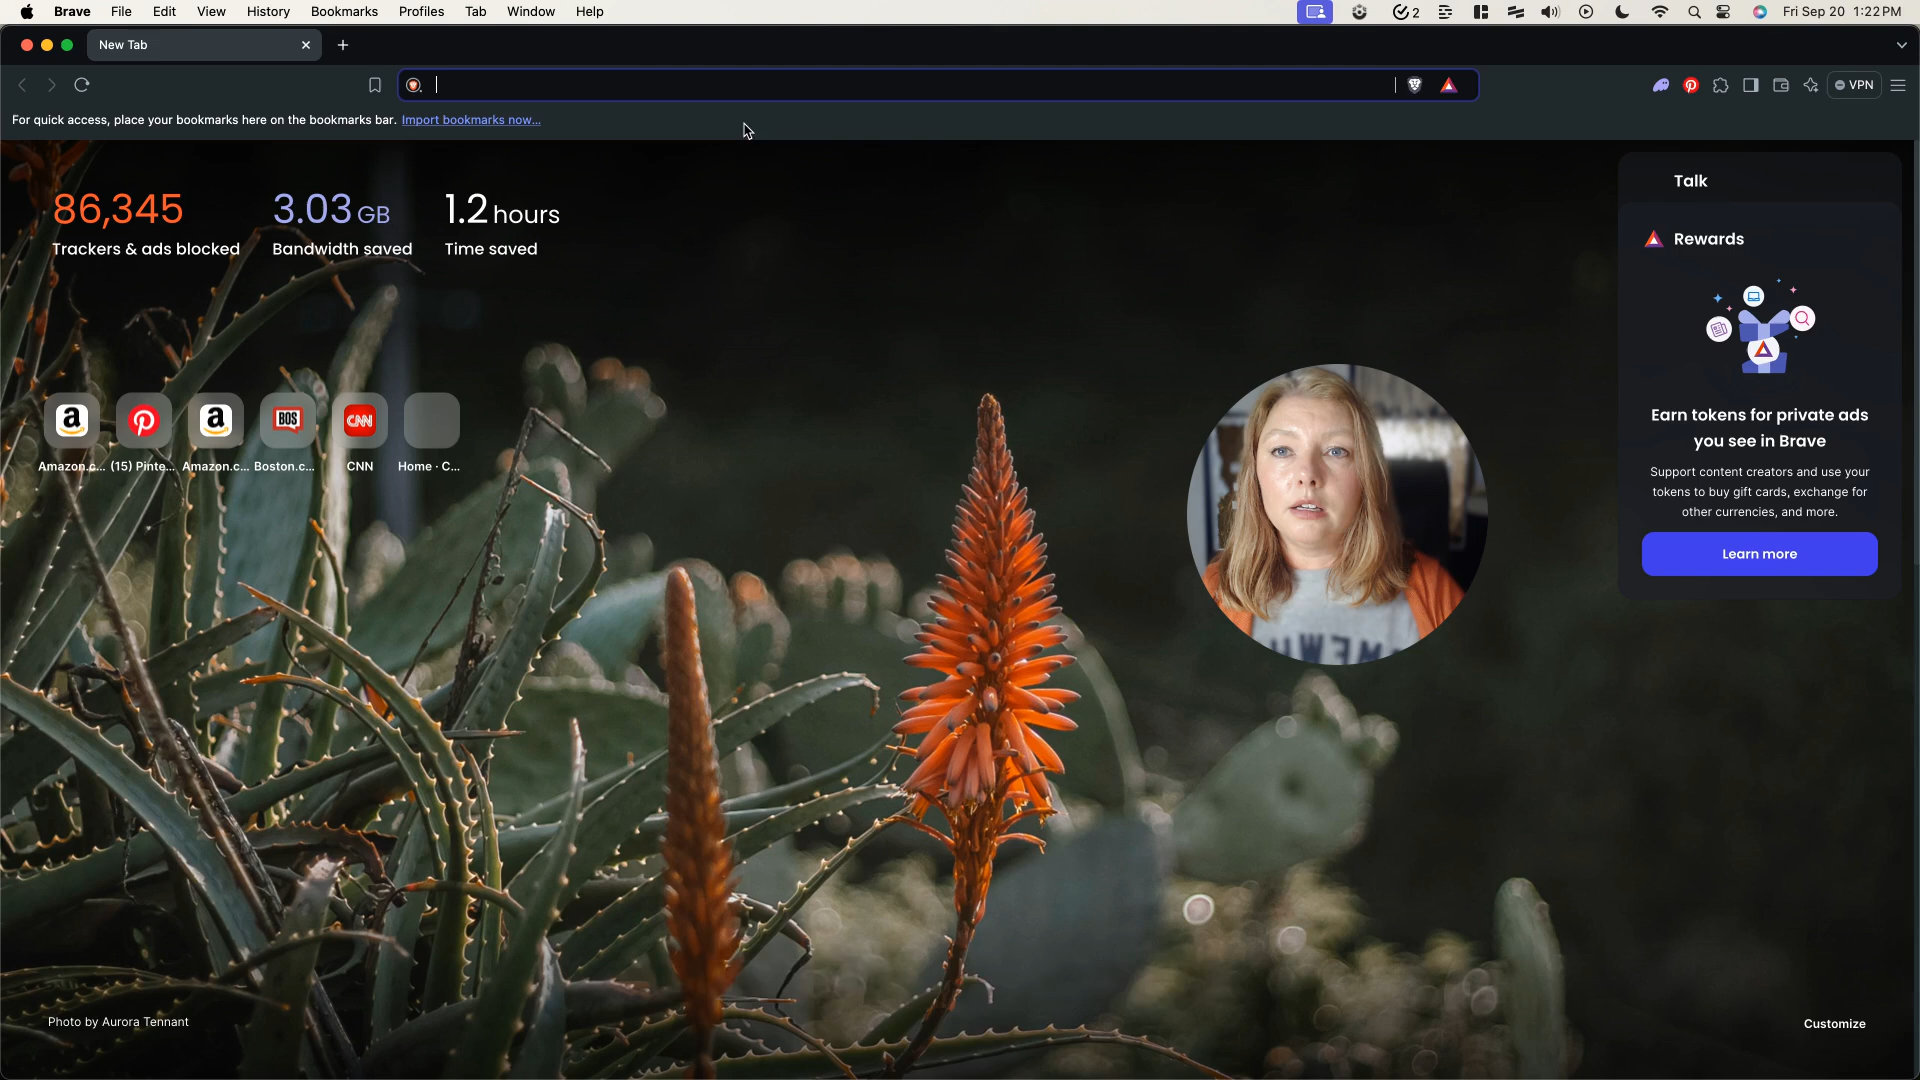 Brave File Edit View History Bookmarks Profiles Tab Window Help
2
Fri Sep 20 1:22 PM
New Tab
VPN
For quick access, place your bookmarks here on the bookmarks bar. Import bookmarks now...
86,345
Trackers & ads blocked
3.03 GB
Bandwidth saved
1.2 hours
Time saved
Talk
Rewards
Earn tokens for private ads
you see in Brave
Support content creators and use your
tokens to buy gift cards, exchange for
other currencies, and more.
Learn more
a
a
BOS
CNN
Amazon.c... (15) Pinte... Amazon.c... Boston.c... CNN Home · C...
Photo by Aurora Tennant
Customize